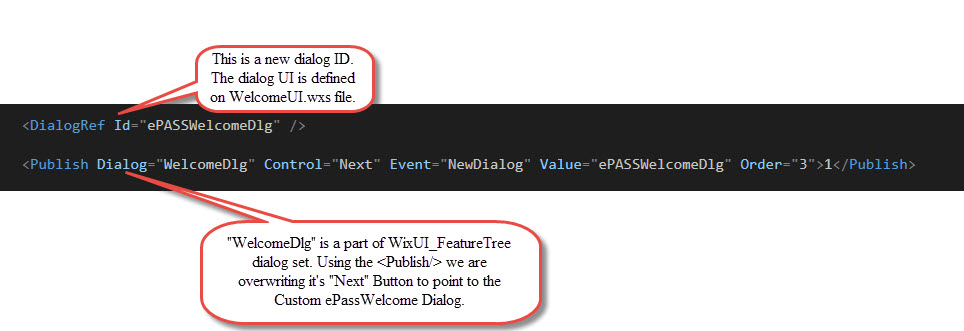 This is a new dialog ID.
The dialog UI is defined
on WelcomeUI.wxs file.
<DialogRef Id="ePASSWelcomeDlg" />
<Publish Dialog="WelcomeDlg" Control="Next" Event="NewDialog" Value="ePASSWelcomeDlg" Order="3">1</Publish>
"WelcomeDlg" is a part of WixUI_FeatureTree
dialog set. Using the <Publish/> we are
overwriting it's "Next" Button to point to the
Custom ePassWelcome Dialog.